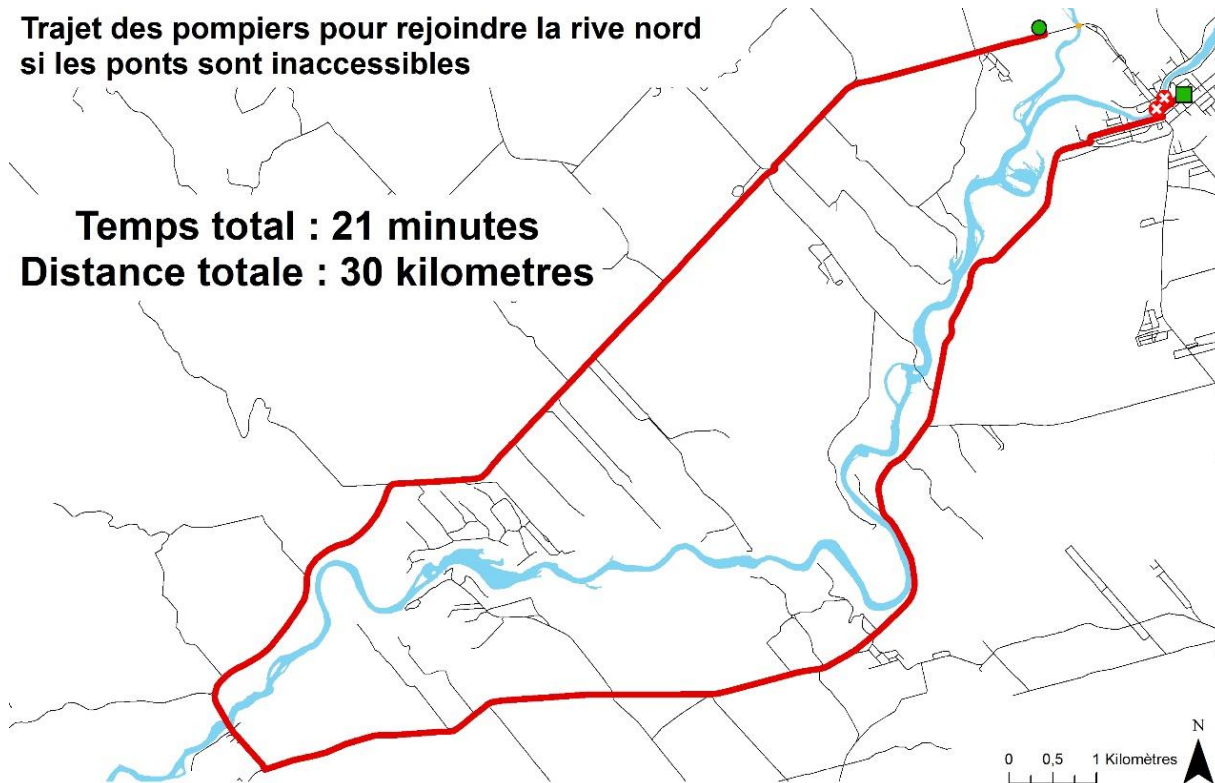 Trajet des pompiers pour rejoindre la rive nord
si les ponts sont inaccessibles
Temps total : 21 minutes
Distance totale : 30 kilometres
N
0 0,5 1 Kilomètres